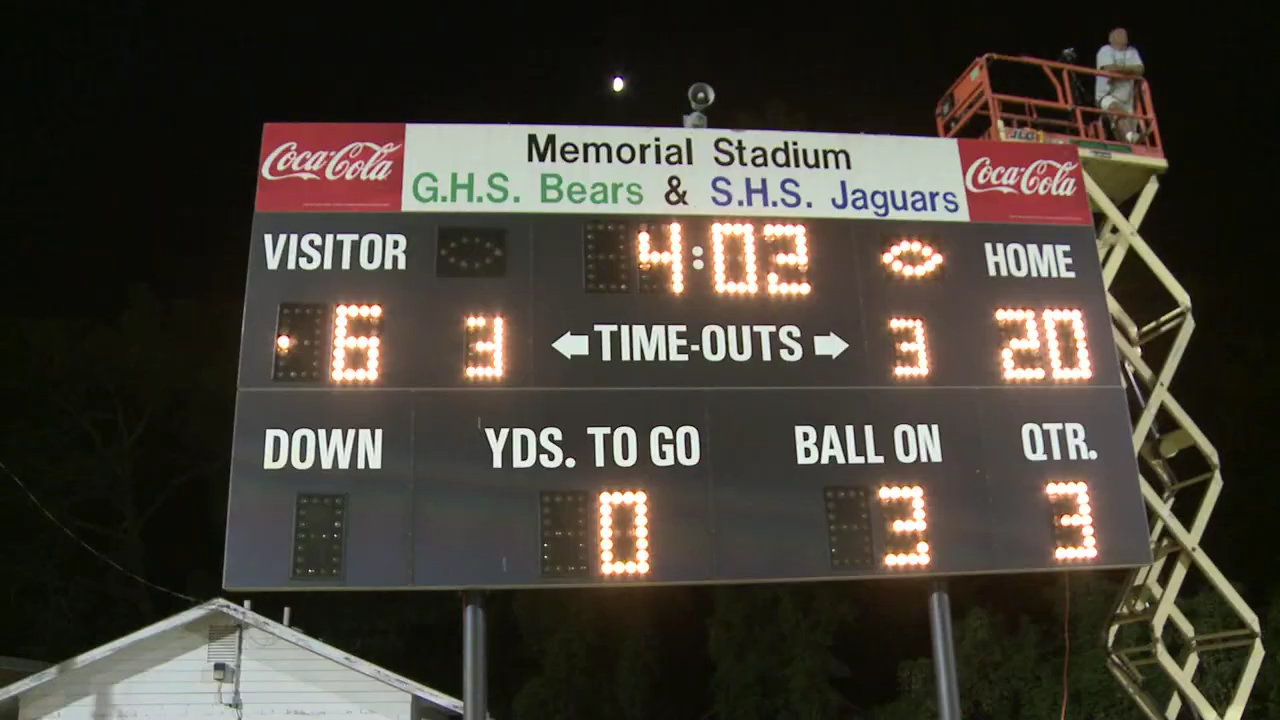 Coca-Cola Memorial Stadium Coca-Cola
G.H.S. Bears & S.H.S. Jaguars
VISITOR 4:02 HOME
6 3 TIME-OUTS 3 20
DOWN YDS. TO GO BALL ON QTR.
0 3 3
JLG